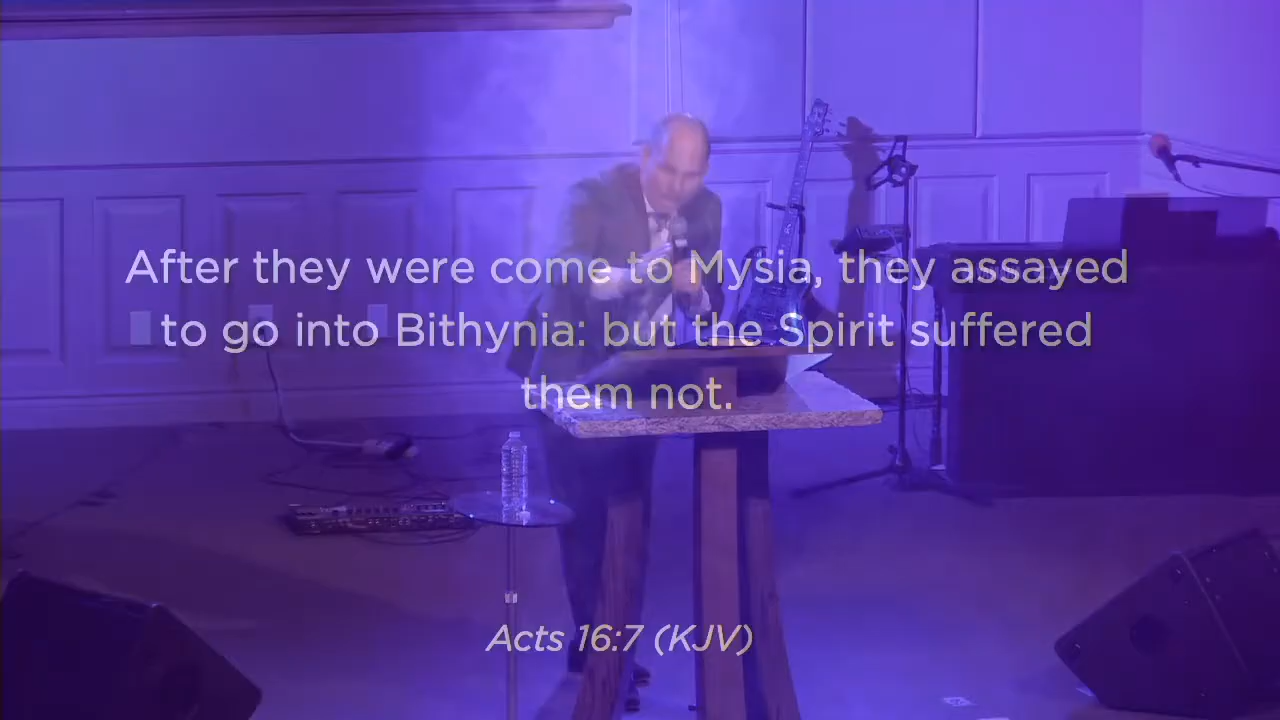 After they were come to Mysia, they assayed
to go into Bithynia: but the Spirit suffered
them not.
Acts 16:7 (KJV)